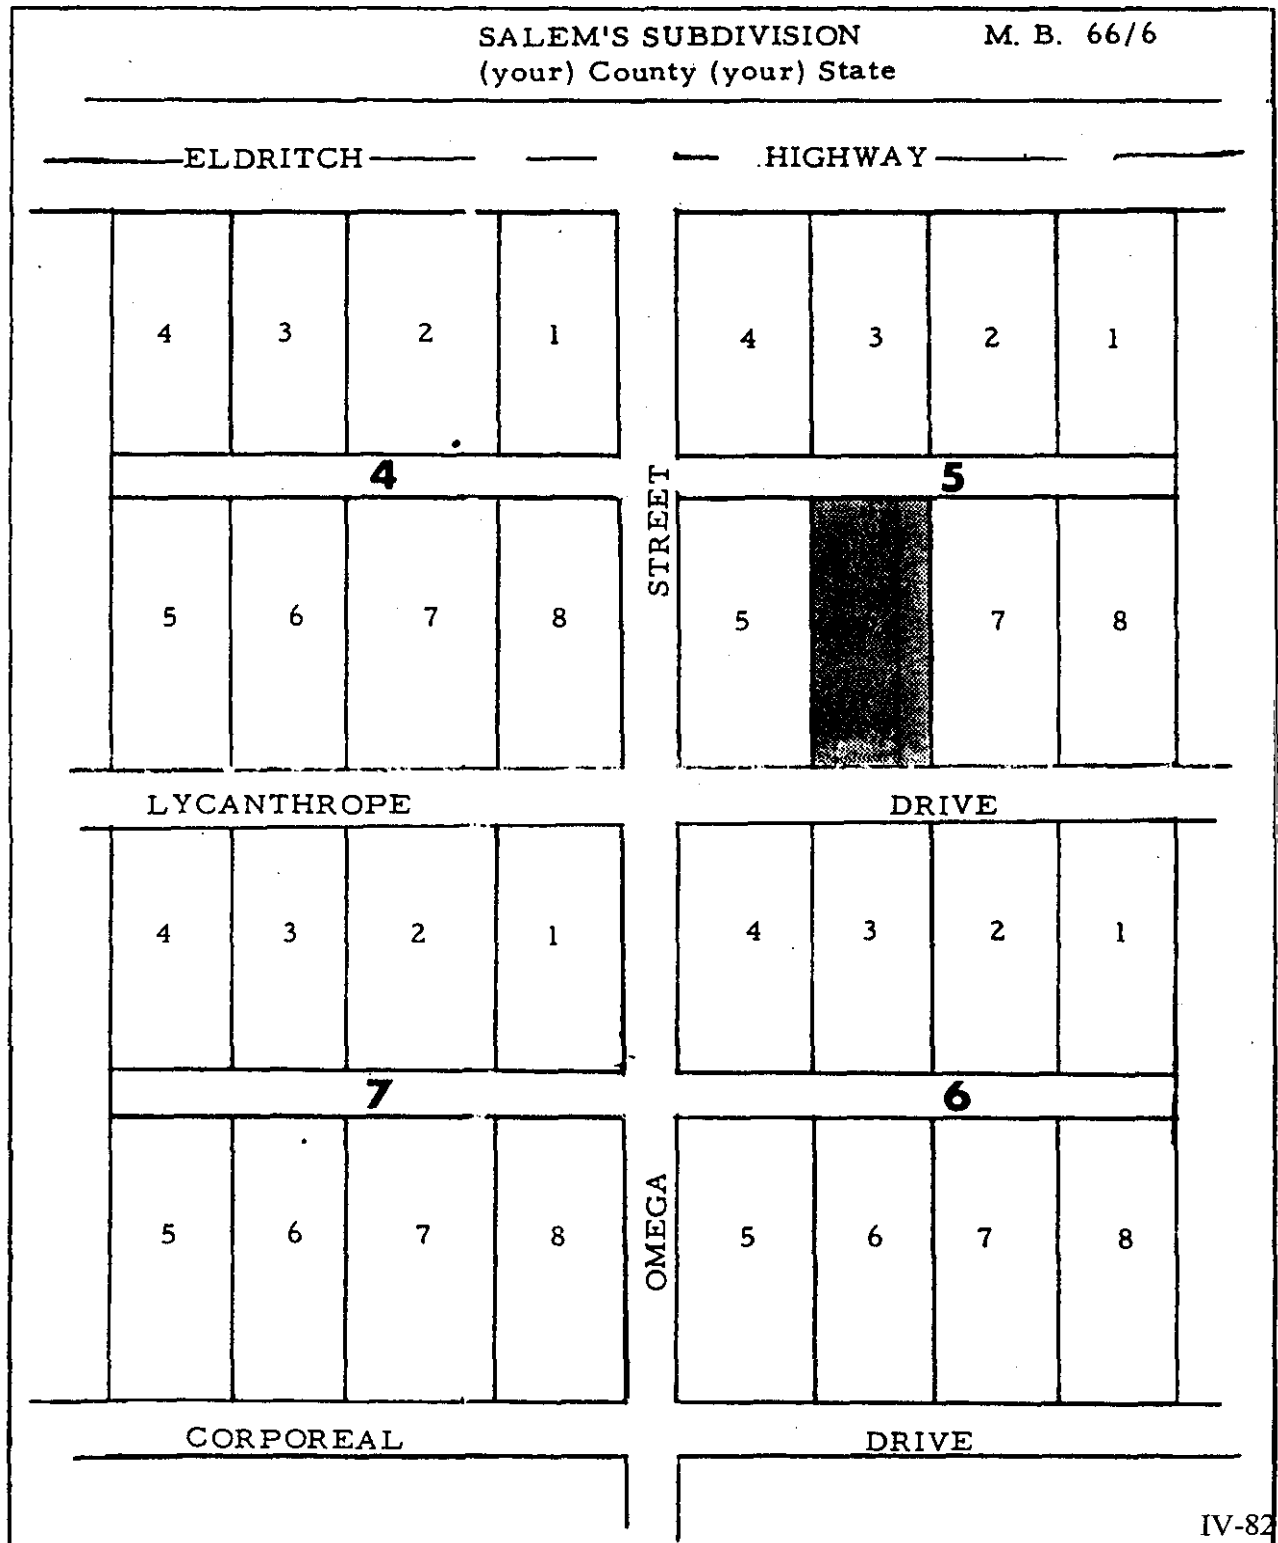 SALEM'S SUBDIVISION M. B. 66/6
(your) County (your) State
ELDRITCH HIGHWAY
4 3 2 1 4 3 2 1
4 5
STREET
5 6 7 8 5 7 8
LYCANTHROPE DRIVE
4 3 2 1 4 3 2 1
7 6
OMEGA
5 6 7 8 5 6 7 8
CORPOREAL DRIVE
IV-82